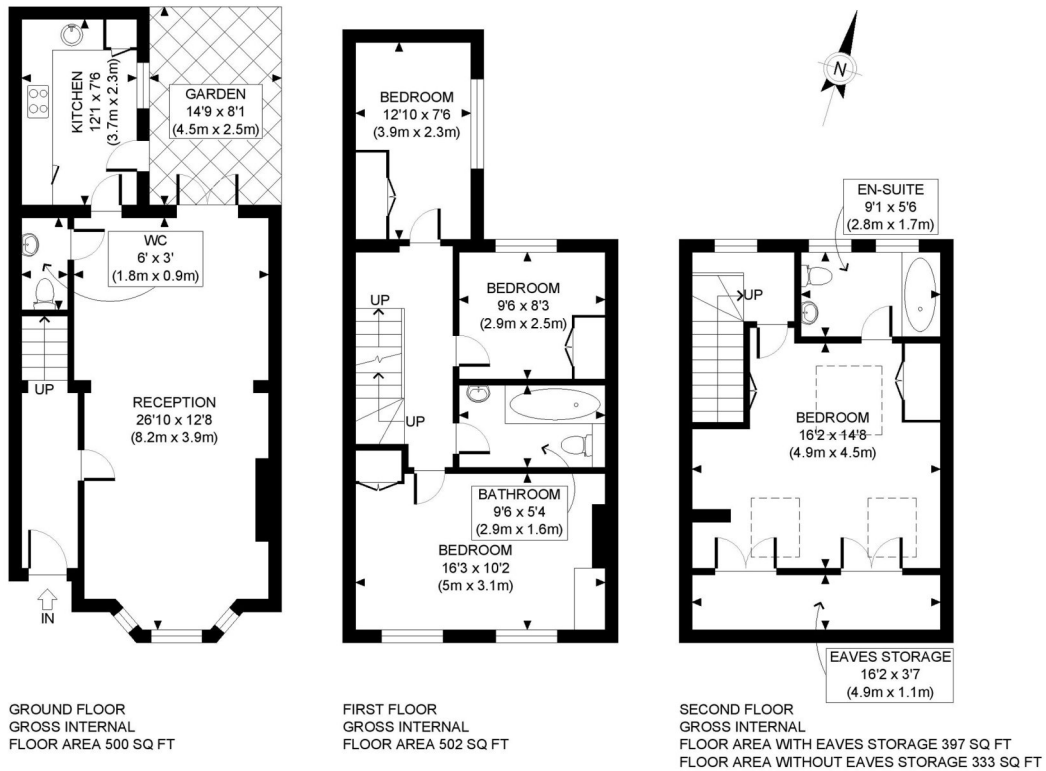 KITCHEN
12'1 x 7'6
(3.7m x 2.3m)
GARDEN
14'9 x 8'1
(4.5m x 2.5m)
WC
6' x 3'
(1.8m x 0.9m)
UP
RECEPTION
26'10 x 12'8
(8.2m x 3.9m)
IN
GROUND FLOOR
GROSS INTERNAL
FLOOR AREA 500 SQ FT
BEDROOM
12'10 x 7'6
(3.9m x 2.3m)
UP
BEDROOM
9'6 x 8'3
(2.9m x 2.5m)
UP
BATHROOM
9'6 x 5'4
(2.9m x 1.6m)
BEDROOM
16'3 x 10'2
(5m x 3.1m)
FIRST FLOOR
GROSS INTERNAL
FLOOR AREA 502 SQ FT
N
EN-SUITE
9'1 x 5'6
(2.8m x 1.7m)
UP
BEDROOM
16'2 x 14'8
(4.9m x 4.5m)
EAVES STORAGE
16'2 x 3'7
(4.9m x 1.1m)
SECOND FLOOR
GROSS INTERNAL
FLOOR AREA WITH EAVES STORAGE 397 SQ FT
FLOOR AREA WITHOUT EAVES STORAGE 333 SQ FT